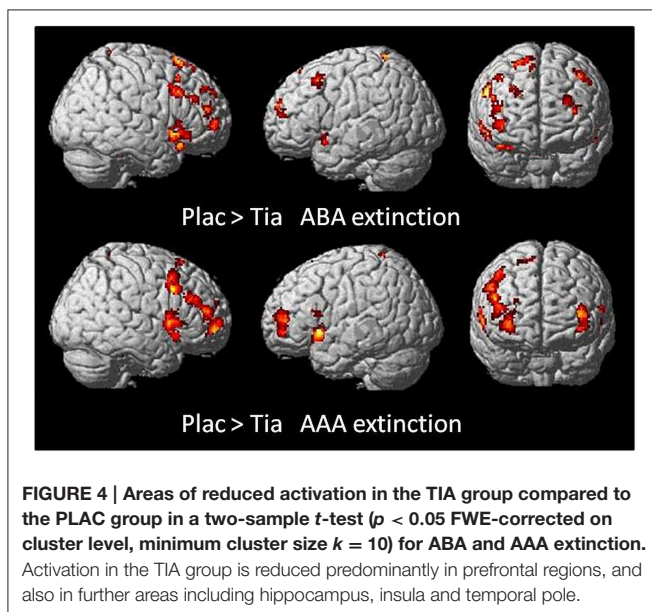 Plac > Tia ABA extinction
Plac > Tia AAA extinction
FIGURE 4 | Areas of reduced activation in the TIA group compared to
the PLAC group in a two-sample t-test (p < 0.05 FWE-corrected on
cluster level, minimum cluster size k = 10) for ABA and AAA extinction.
Activation in the TIA group is reduced predominantly in prefrontal regions, and
also in further areas including hippocampus, insula and temporal pole.